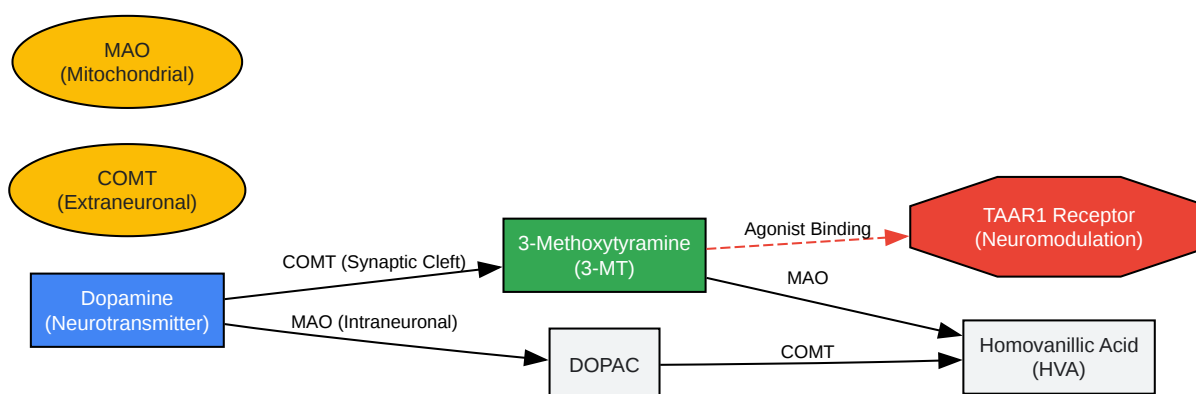 MAO
(Mitochondrial)
COMT
(Extraneuronal)
Dopamine
(Neurotransmitter)
COMT (Synaptic Cleft)
MAO (Intraneuronal)
3-Methoxytyramine
(3-MT)
DOPAC
Agonist Binding
MAO
COMT
TAAR1 Receptor
(Neuromodulation)
Homovanillic Acid
(HVA)